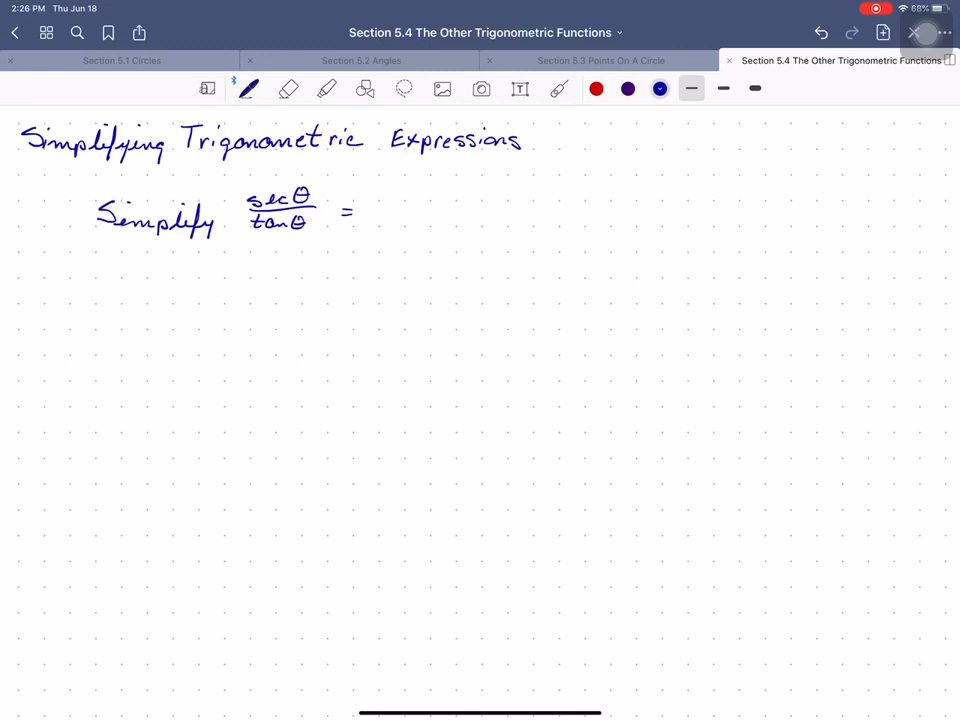 2:26 PM Thu Jun 18
68%
Section 5.4 The Other Trigonometric Functions
Section 5.1 Circles
Section 5.2 Angles
Section 5.3 Points On A Circle
Section 5.4 The Other Trigonometric Functions
Simplifying Trigonometric Expressions
Simplify secθ/tanθ =